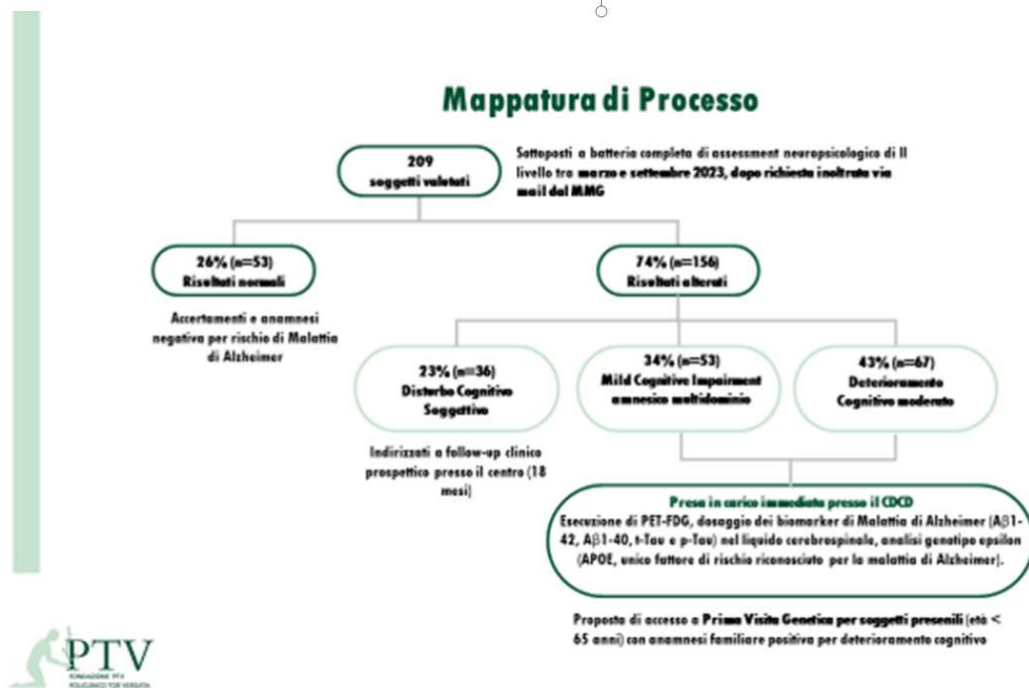 Mappatura di Processo
209
soggetti valutati
Sottoposti a batteria completa di assessment neuropsicologico di II
livello tra marzo e settembre 2023, dopo richiesta inoltrata via
mail dal MMG
26% (n=53)
Risultati normali
74% (n=156)
Risultati alterati
Accertamenti e anamnesi
negativa per rischio di Malattia
di Alzheimer
23% (n=36)
Disturbo Cognitivo
Soggettivo
34% (n=53)
Mild Cognitive Impairment
amnesico multidominio
43% (n=67)
Deterioramento
Cognitivo moderato
Indirizzati a follow-up clinico
prospettico presso il centro (18
mesi)
Presa in carico immediata presso il CDCD
Esecuzione di PET-FDG, dosaggio dei biomarker di Malattia di Alzheimer (Aβ1-
42, Aβ1-40, t-Tau e p-Tau) nel liquido cerebrospinale, analisi genotipo epsilon
(APOE, unico fattore di rischio riconosciuto per la malattia di Alzheimer).
Proposta di accesso a Prima Visita Genetica per soggetti presenili (età <
65 anni) con anamnesi familiare positiva per deterioramento cognitivo
PTV
FONDAZIONE PTV
POLICLINICO TOR VERGATA